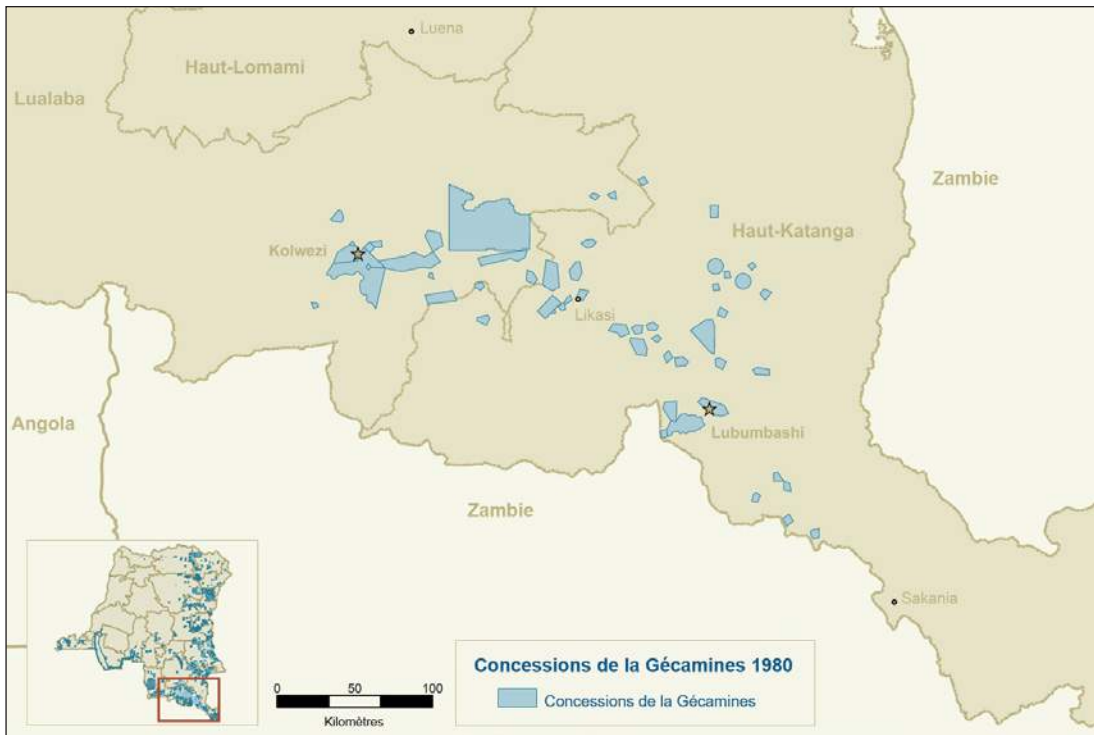 Luena
Haut-Lomami
Lualaba
Zambie
Haut-Katanga
Kolwezi
Likasi
Angola
Lubumbashi
Zambie
Sakania
Concessions de la Gécamines 1980
Concessions de la Gécamines
0 50 100
Kilomètres